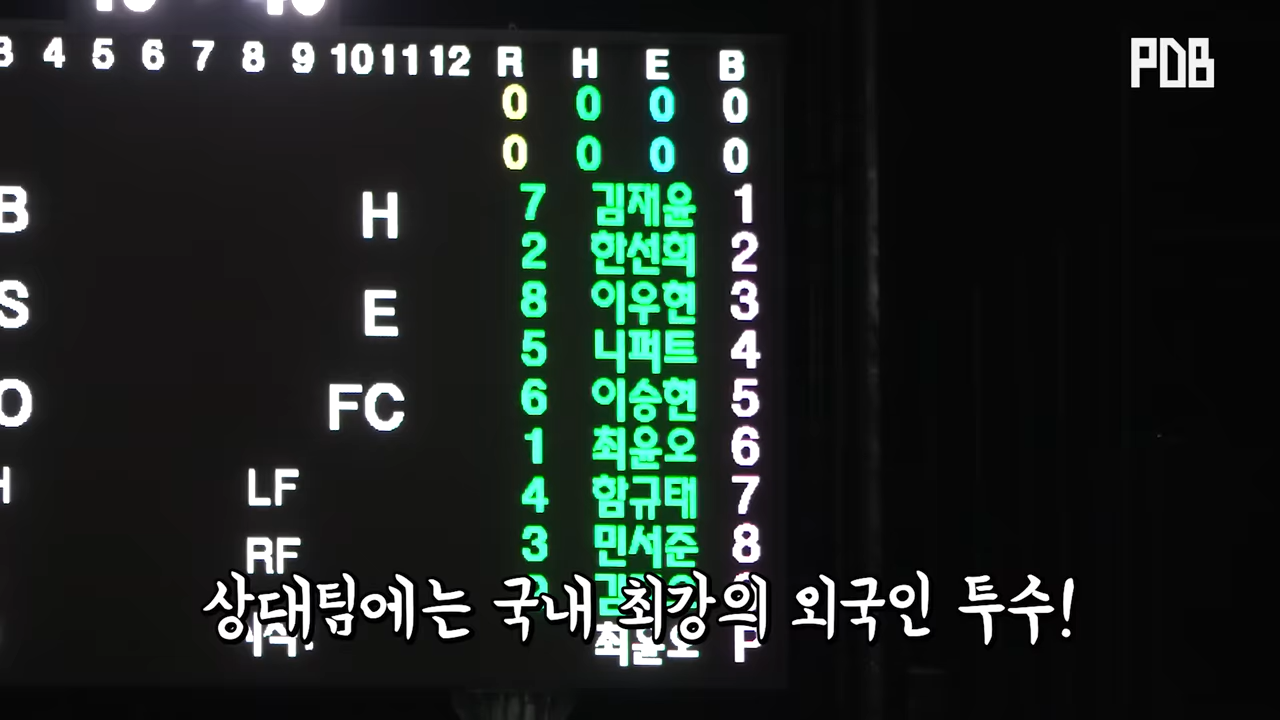 PDB
3 4 5 6 7 8 9 10 11 12 R H E B
0 0 0 0
0 0 0 0
B H
S E
O FC
H LF
RF
7 김재윤 1
2 한선희 2
8 이우현 3
5 니퍽트 4
6 이승현 5
1 최윤오 6
4 함규태 7
3 민서준 8
최윤오 P
상대팀에는 국내 최강의 외국인 투수!